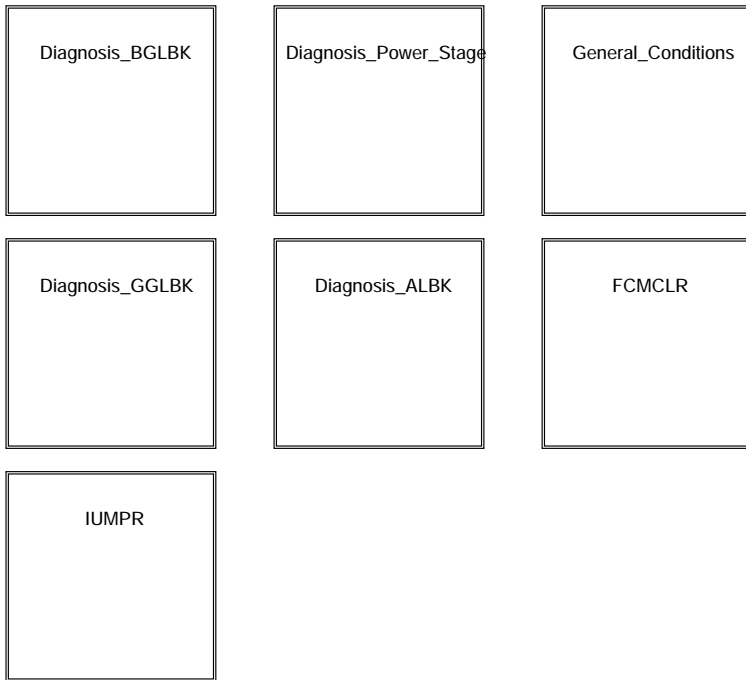 Diagnosis_BGLBK
Diagnosis_Power_Stage
General_Conditions
Diagnosis_GGLBK
Diagnosis_ALBK
FCMCLR
IUMPR